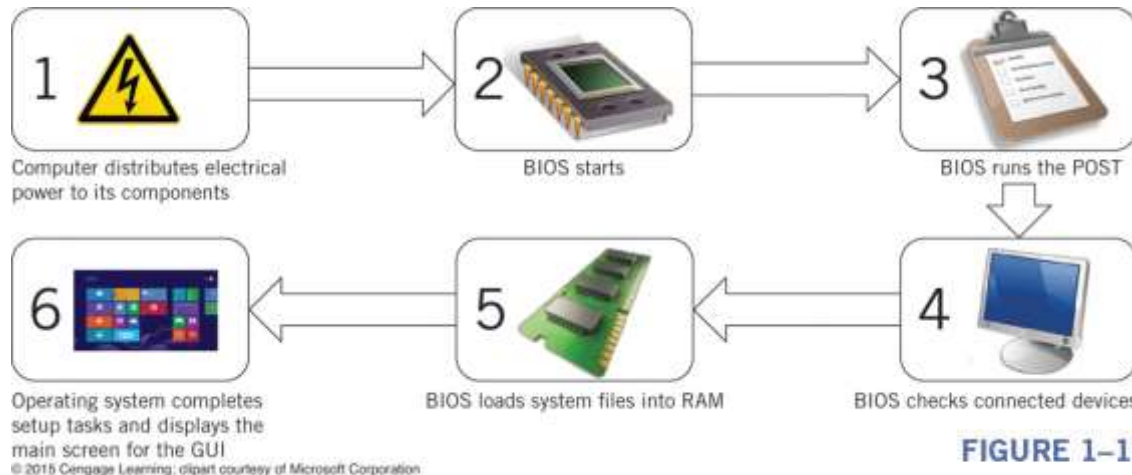 1
Computer distributes electrical
power to its components
2
BIOS starts
3
BIOS runs the POST
4
BIOS checks connected devices
5
BIOS loads system files into RAM
6
Operating system completes
setup tasks and displays the
main screen for the GUI
© 2015 Cengage Learning; clipart courtesy of Microsoft Corporation
FIGURE 1–1